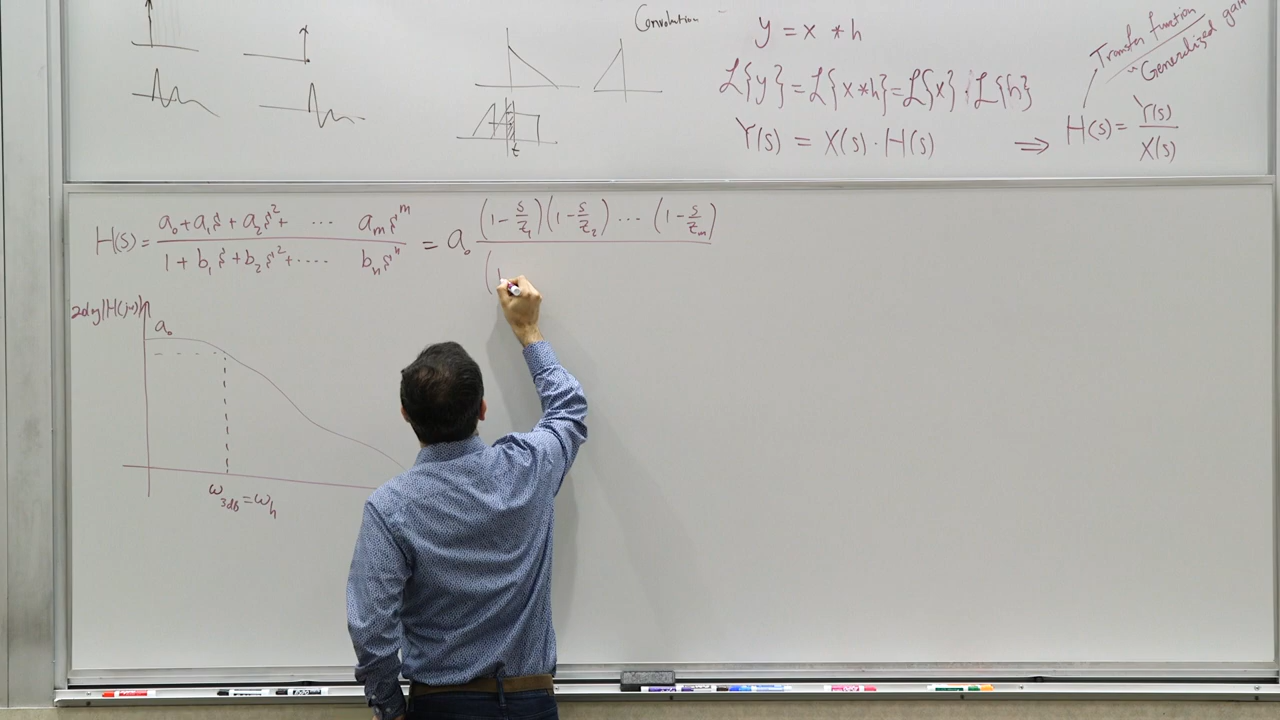 Convolution
y = x * h
ℒ{y} = ℒ{x*h} = ℒ{x} · ℒ{h}
Y(s) = X(s) · H(s)
⇒ H(s) = Y(s) / X(s)
Transfer function
"Generalized gain
t
H(s) = (a₀ + a₁s + a₂s² + ... aₘsᵐ) / (1 + b₁s + b₂s² + .... bₙsⁿ) = a₀ (1 - s/z₁)(1 - s/z₂) ... (1 - s/zₘ) / (1
20log|H(jω)|
a₀
ω₃dB = ωh